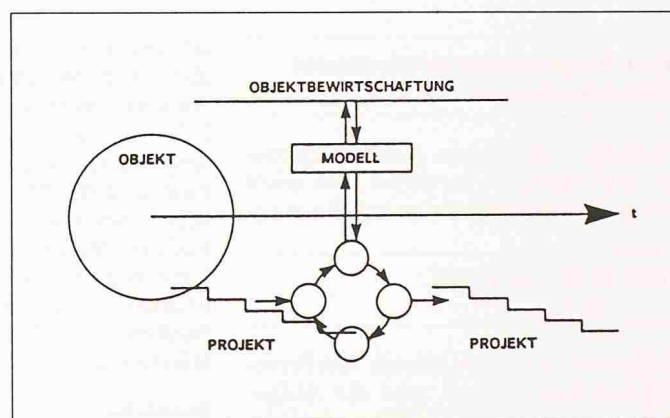 OBJEKTBEWIRTSCHAFTUNG
OBJEKT
MODELL
t
PROJEKT
PROJEKT